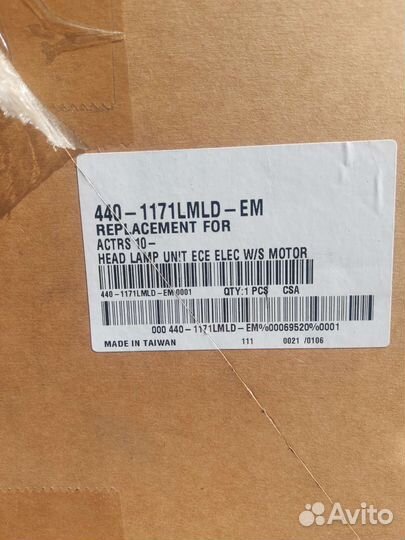 440-1171LMLD-EM
REPLACEMENT FOR
ACTRS 10-
HEAD LAMP UNIT ECE ELEC W/S MOTOR
440-1171LMLD-EM 0001 QTY:1 PCS CSA
000 440-1171LMLD-EM%00069520%0001
MADE IN TAIWAN 111 0021 /0106
Avito